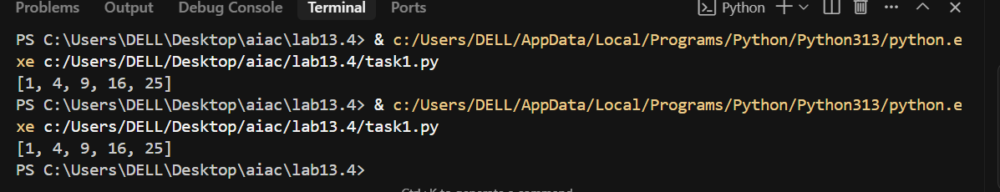 Problems Output Debug Console Terminal Ports Python
PS C:\Users\DELL\Desktop\aiac\lab13.4> & c:/Users/DELL/AppData/Local/Programs/Python/Python313/python.e
xe c:/Users/DELL/Desktop/aiac/lab13.4/task1.py
[1, 4, 9, 16, 25]
PS C:\Users\DELL\Desktop\aiac\lab13.4> & c:/Users/DELL/AppData/Local/Programs/Python/Python313/python.e
xe c:/Users/DELL/Desktop/aiac/lab13.4/task1.py
[1, 4, 9, 16, 25]
PS C:\Users\DELL\Desktop\aiac\lab13.4>
Ctrl+K to generate a command